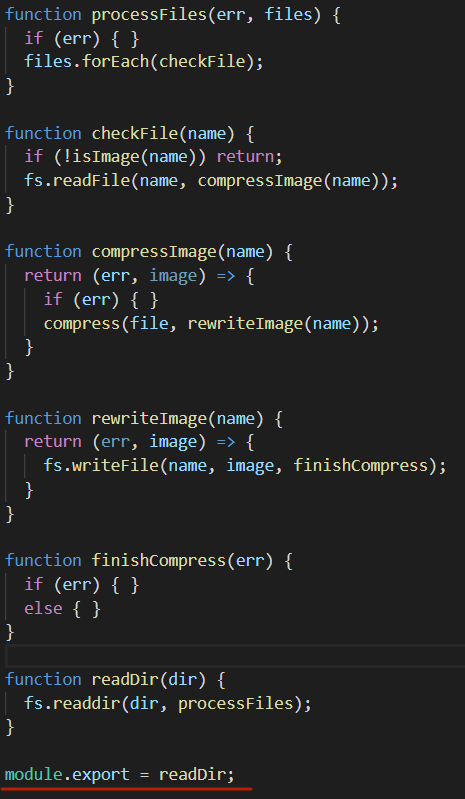 function processFiles(err, files) {
  if (err) { }
  files.forEach(checkFile);
}

function checkFile(name) {
  if (!isImage(name)) return;
  fs.readFile(name, compressImage(name));
}

function compressImage(name) {
  return (err, image) => {
    if (err) { }
    compress(file, rewriteImage(name));
  }
}

function rewriteImage(name) {
  return (err, image) => {
    fs.writeFile(name, image, finishCompress);
  }
}

function finishCompress(err) {
  if (err) { }
  else { }
}

function readDir(dir) {
  fs.readdir(dir, processFiles);
}

module.export = readDir;